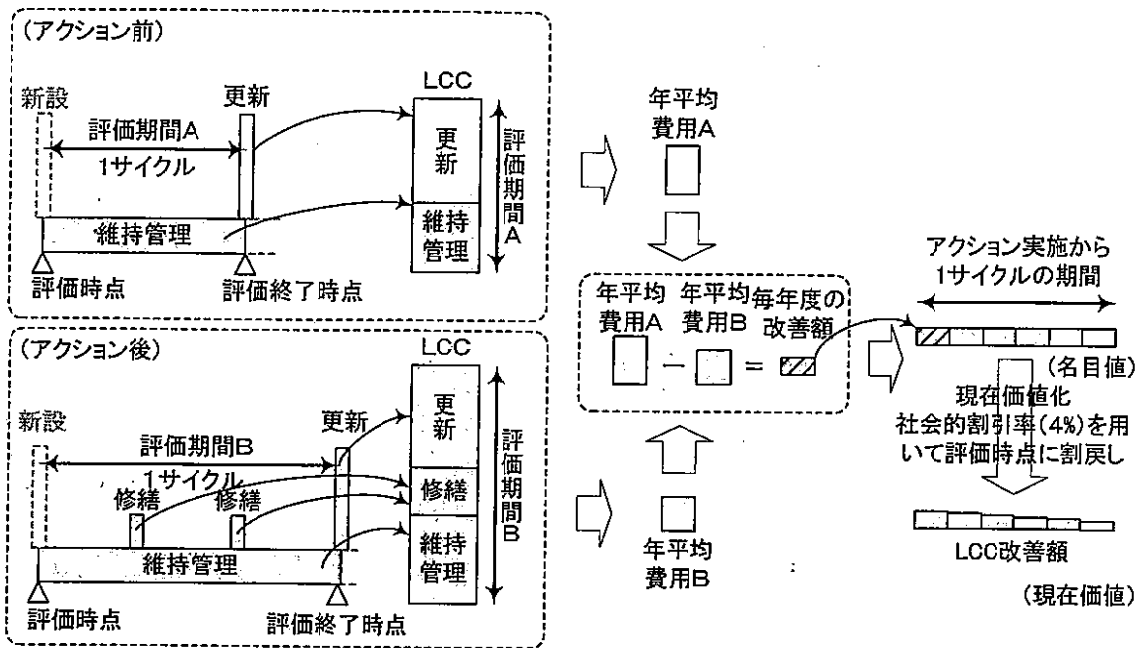 (アクション前)
新設
更新
評価期間A
1サイクル
維持管理
評価時点
評価終了時点
LCC
更新
維持
管理
評価期間A
(アクション後)
新設
更新
評価期間B
1サイクル
修繕
修繕
維持管理
評価時点
評価終了時点
LCC
更新
修繕
維持
管理
評価期間B
年平均
費用A
年平均
費用A
年平均
費用B
毎年度の
改善額
－
=
年平均
費用B
アクション実施から
1サイクルの期間
(名目値)
現在価値化
社会的割引率(4%)を用
いて評価時点に割戻し
LCC改善額
(現在価値)